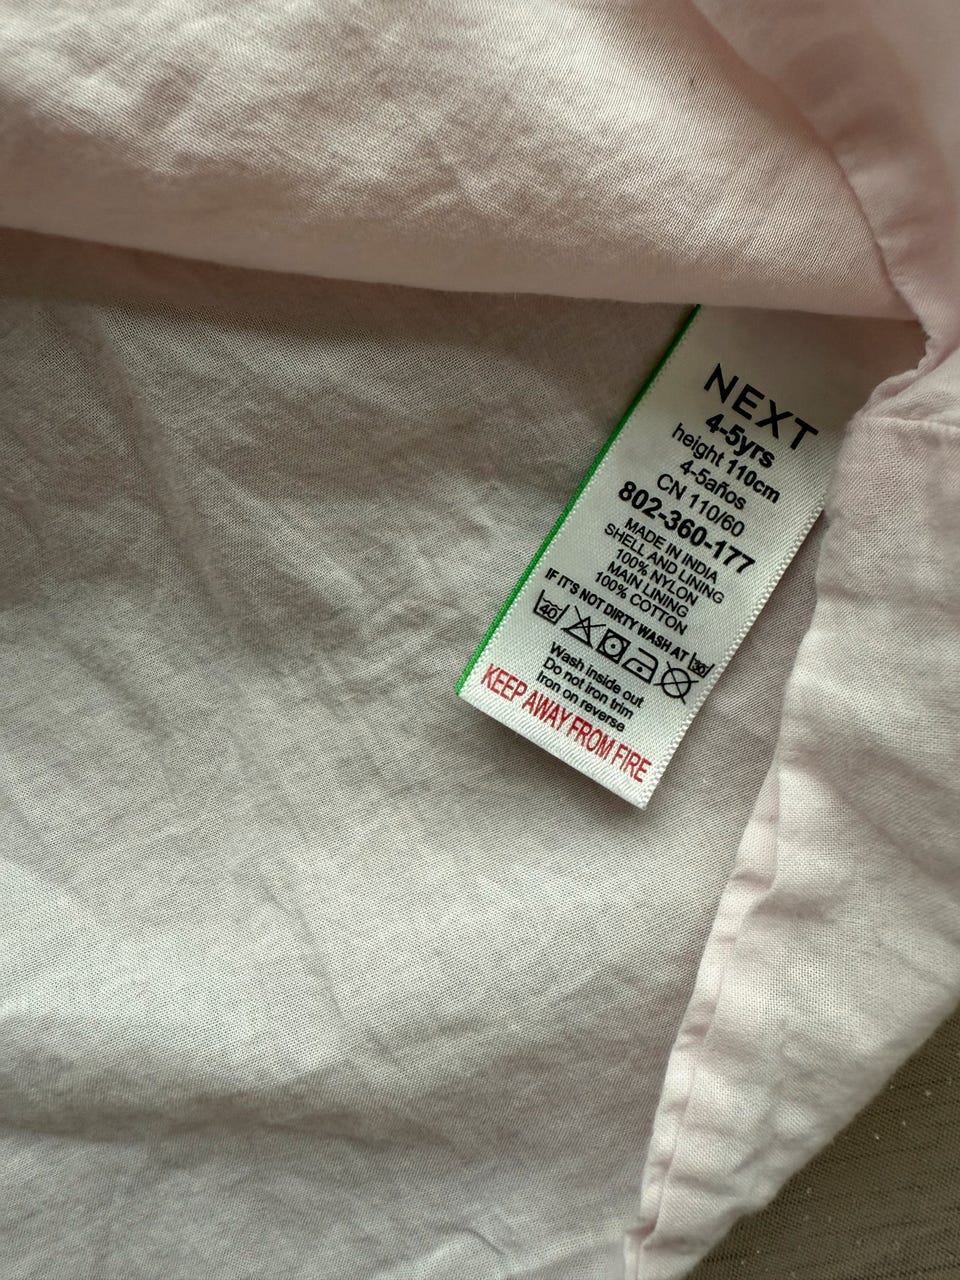 NEXT
4-5yrs
height 110cm
4-5años
CN 110/60
802-360-177
MADE IN INDIA
SHELL AND LINING
100% NYLON
MAIN LINING
100% COTTON
IF IT'S NOT DIRTY WASH AT 30
40
Wash inside out
Do not iron trim
Iron on reverse
KEEP AWAY FROM FIRE